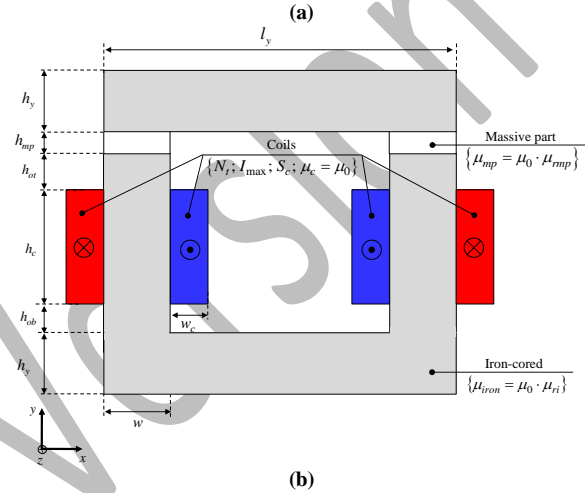 (a)
l_y
h_y
h_mp
Massive part
{μ_mp = μ_0 · μ_rmp}
Coils
{N_t; I_max; S_c; μ_c = μ_0}
h_ot
h_c
h_ob
w_c
h_y
Iron-cored
{μ_iron = μ_0 · μ_ri}
w
y
z
x
(b)